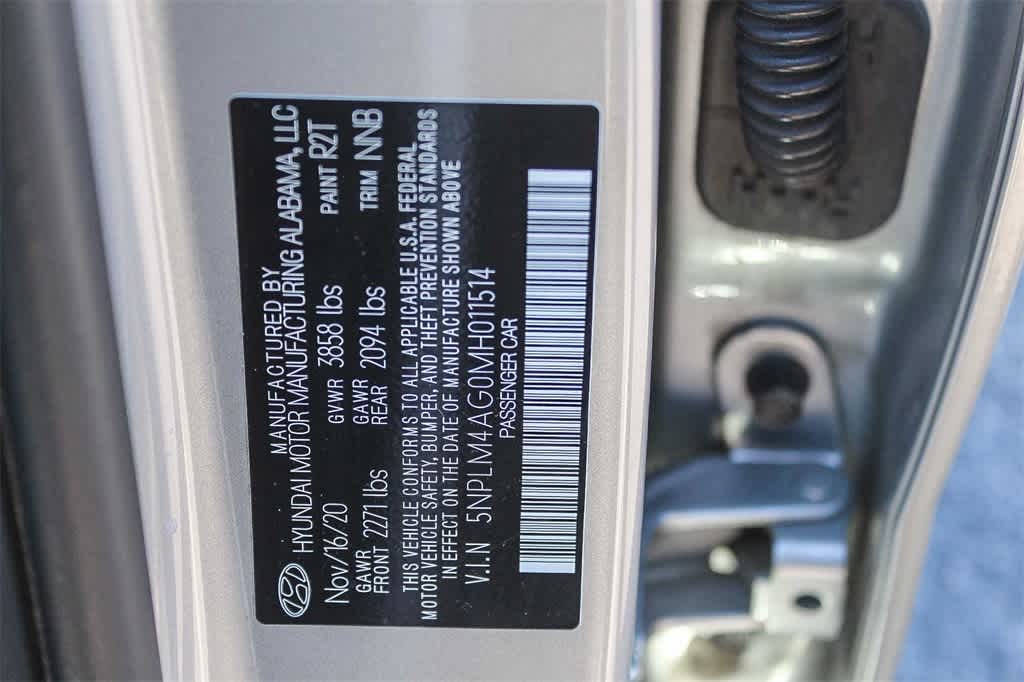 MANUFACTURED BY
HYUNDAI MOTOR MANUFACTURING ALABAMA, LLC
Nov/16/20 GVWR 3858 lbs PAINT R2T
GAWR FRONT 2271 lbs GAWR REAR 2094 lbs TRIM NNB
THIS VEHICLE CONFORMS TO ALL APPLICABLE U.S.A. FEDERAL
MOTOR VEHICLE SAFETY, BUMPER, AND THEFT PREVENTION STANDARDS
IN EFFECT ON THE DATE OF MANUFACTURE SHOWN ABOVE
V.I.N 5NPLM4AG0MH011514
PASSENGER CAR